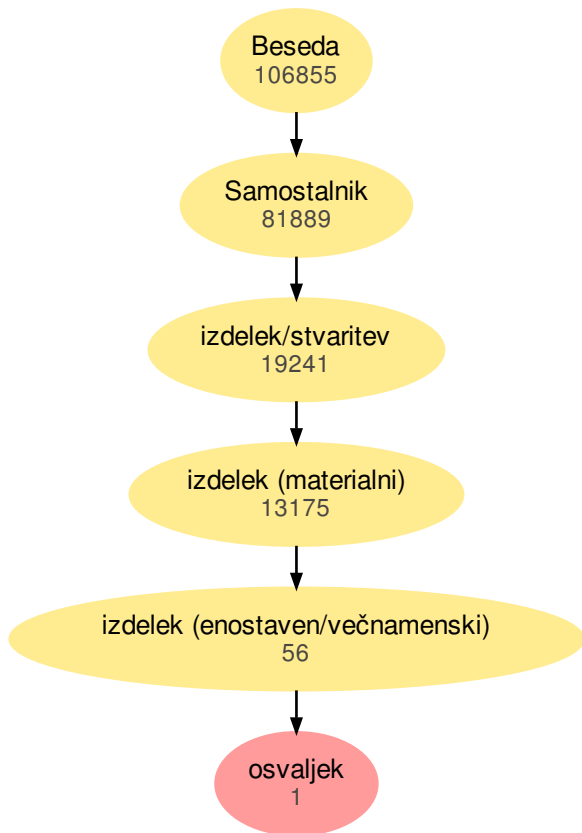 Beseda
106855
Samostalnik
81889
izdelek/stvaritev
19241
izdelek (materialni)
13175
izdelek (enostaven/večnamenski)
56
osvaljek
1